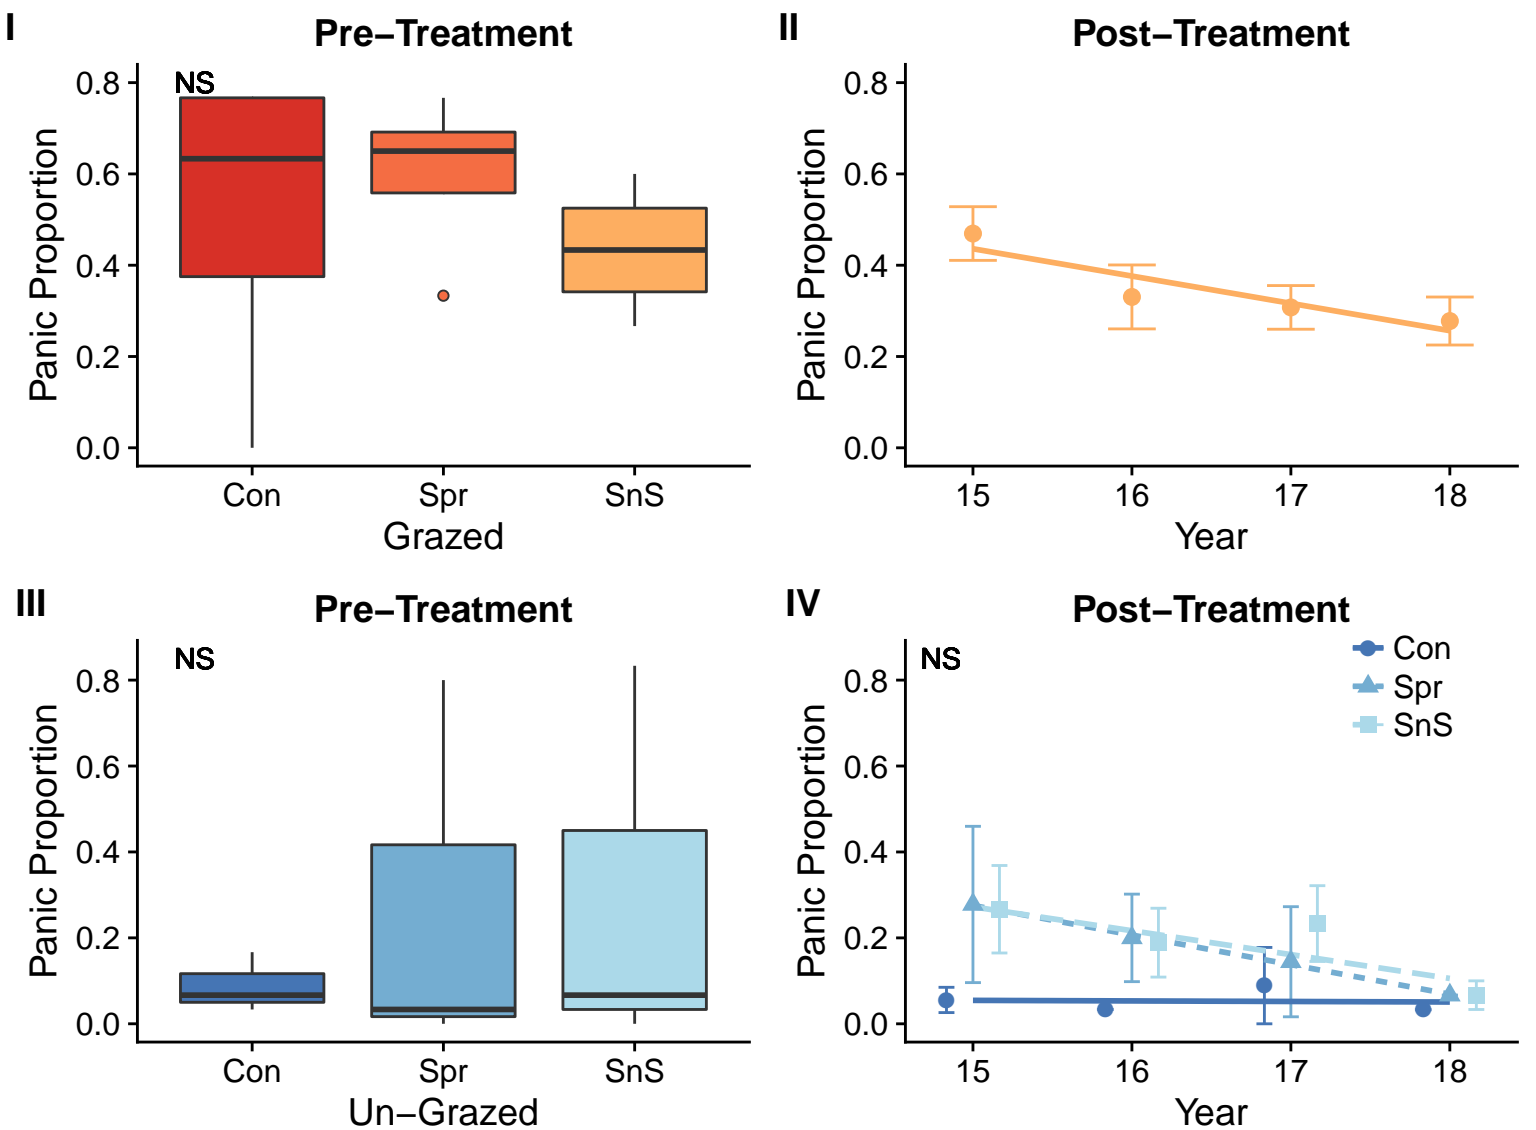 I
Pre−Treatment
NS
Panic Proportion
0.8
0.6
0.4
0.2
0.0
Con Spr SnS
Grazed
II
Post−Treatment
Panic Proportion
0.8
0.6
0.4
0.2
0.0
15 16 17 18
Year
III
Pre−Treatment
NS
Panic Proportion
0.8
0.6
0.4
0.2
0.0
Con Spr SnS
Un−Grazed
IV
Post−Treatment
NS
Con
Spr
SnS
Panic Proportion
0.8
0.6
0.4
0.2
0.0
15 16 17 18
Year